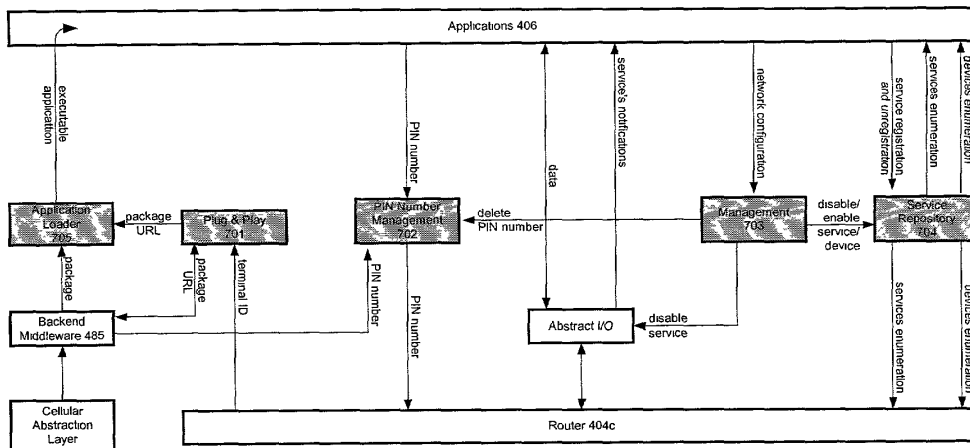 Applications 406
executable
application
PIN number
data
service's notifications
network configuration
service registration
and unregistration
services enumeration
devices enumeration
Application
Loader
705
package
URL
Plug & Play
701
PIN Number
Management
702
delete
PIN number
Management
703
disable/
enable
service/
device
Service
Repository
704
package
package
URL
terminal ID
PIN number
PIN number
Backend
Middleware 485
Abstract I/O
disable
service
services enumeration
devices enumeration
Cellular
Abstraction
Layer
Router 404c